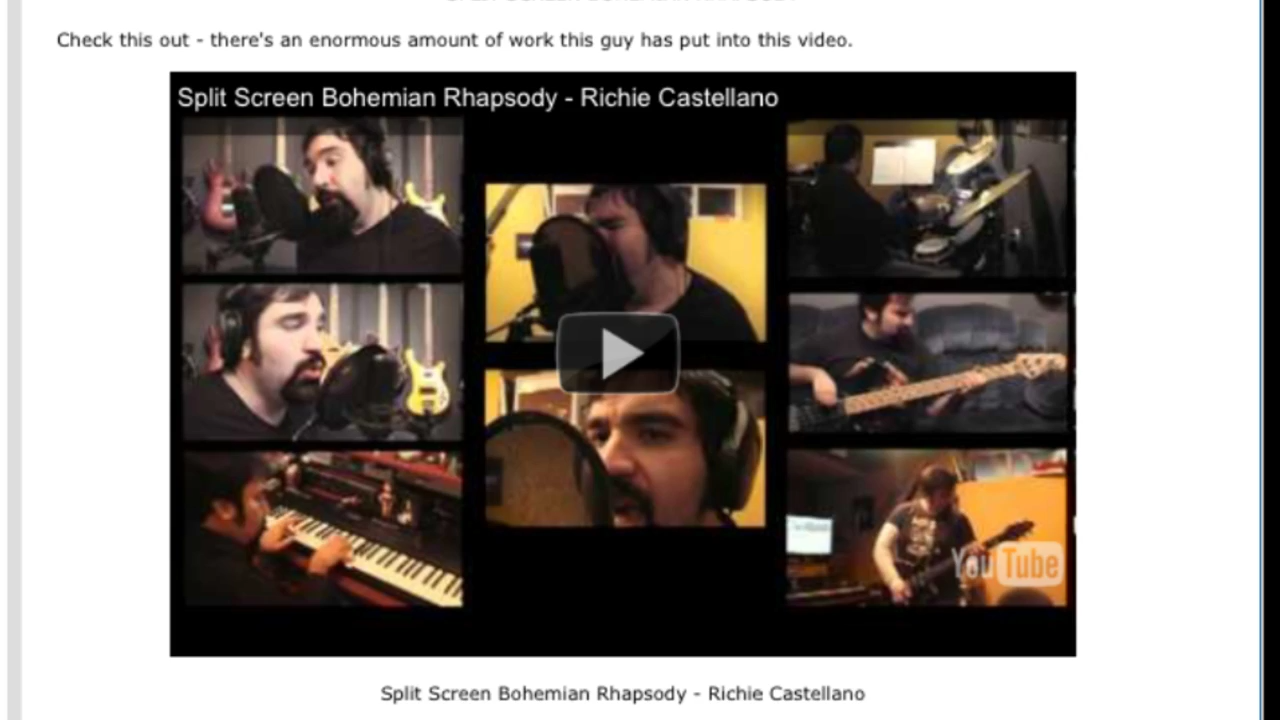 Check this out - there's an enormous amount of work this guy has put into this video.
Split Screen Bohemian Rhapsody - Richie Castellano
YouTube
Split Screen Bohemian Rhapsody - Richie Castellano